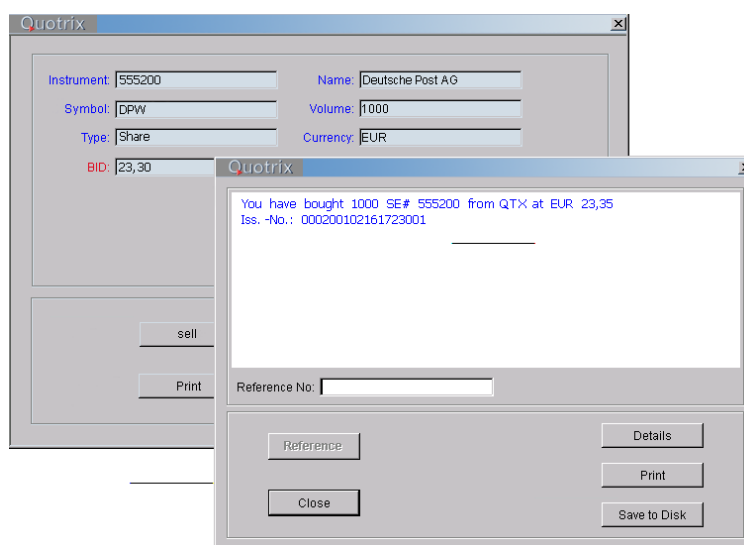 Quotrix
Instrument: 555200 Name: Deutsche Post AG
Symbol: DPW Volume: 1000
Type: Share Currency: EUR
BID: 23,30
sell
Print
Quotrix
You have bought 1000 SE# 555200 from QTX at EUR 23,35
Iss. -No.: 000200102161723001
Reference No:
Reference
Details
Print
Close
Save to Disk